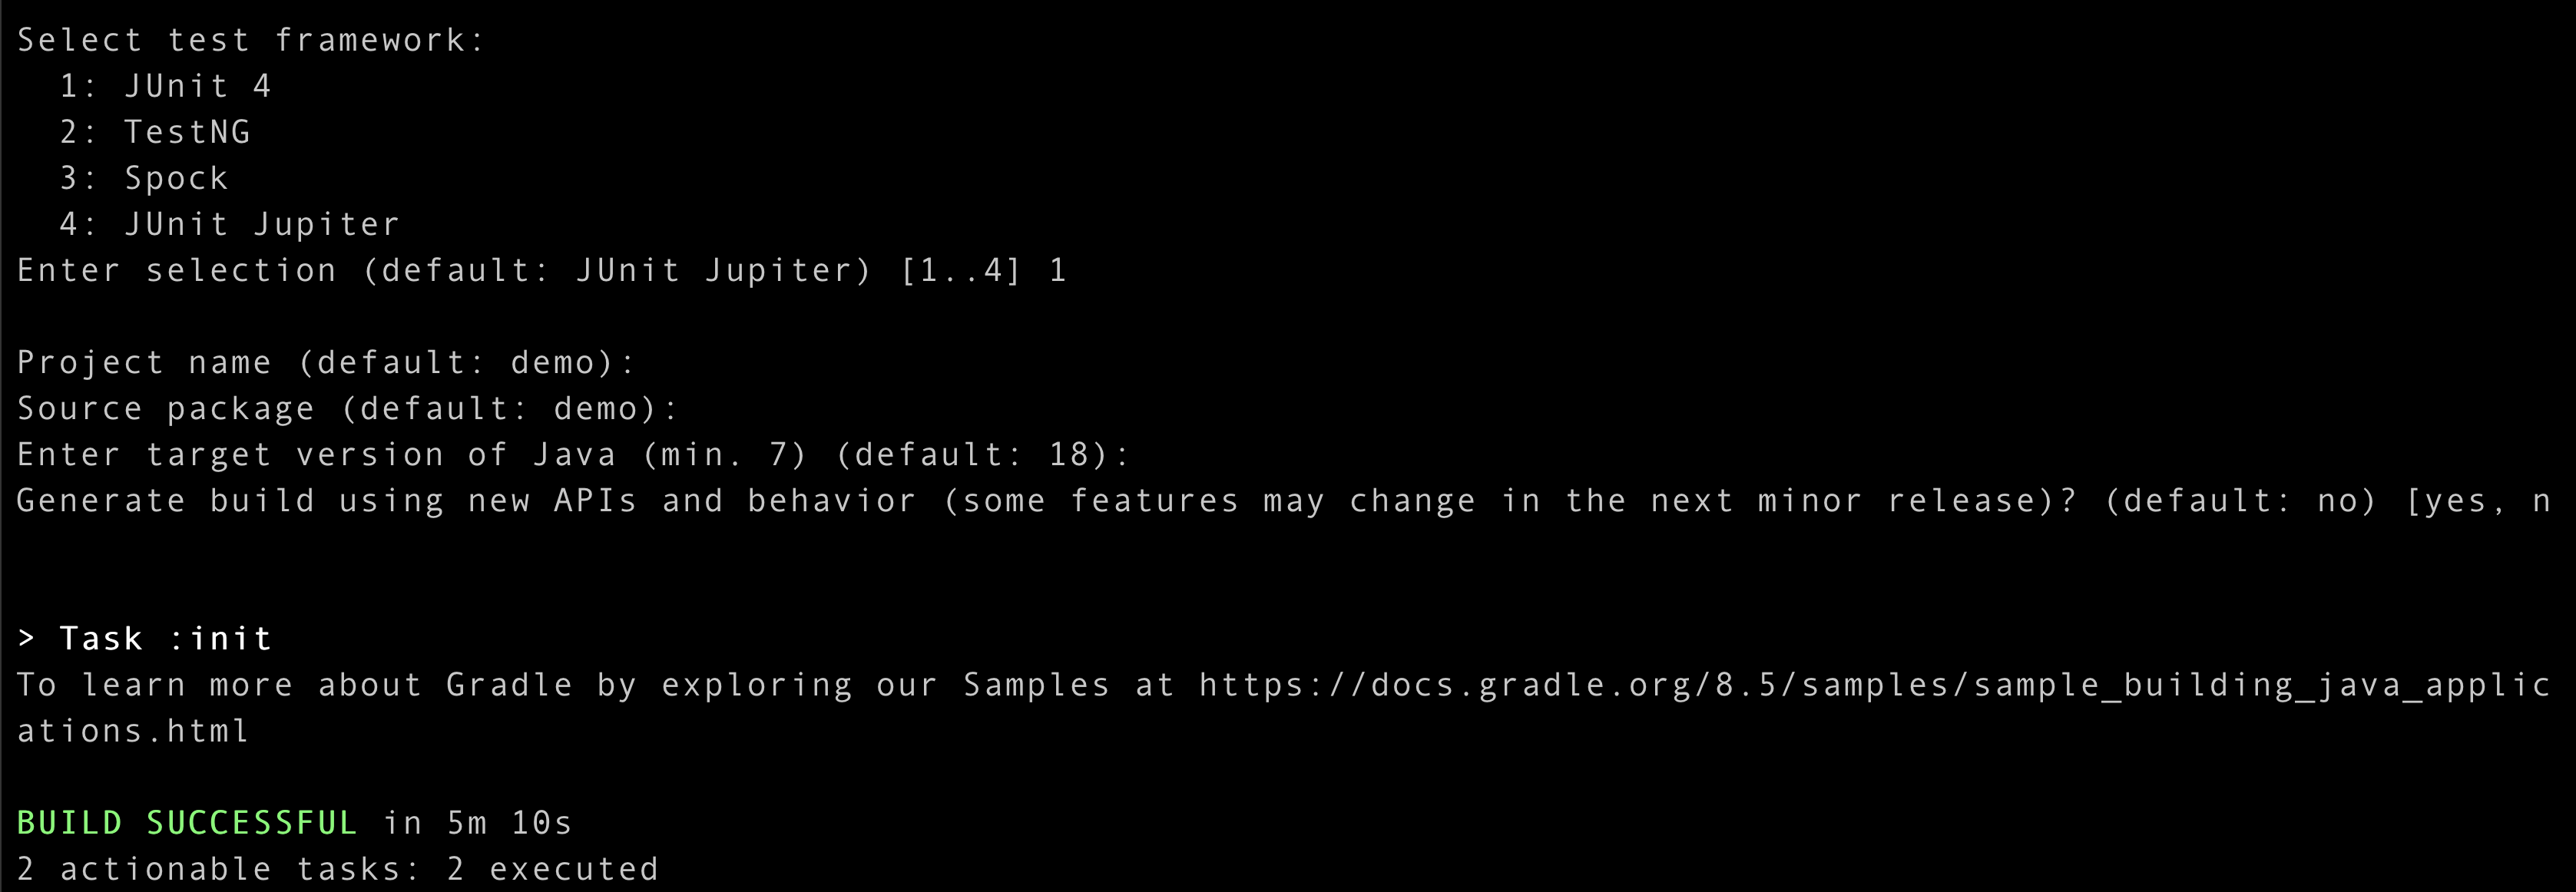 Select test framework:
  1: JUnit 4
  2: TestNG
  3: Spock
  4: JUnit Jupiter
Enter selection (default: JUnit Jupiter) [1..4] 1
Project name (default: demo):
Source package (default: demo):
Enter target version of Java (min. 7) (default: 18):
Generate build using new APIs and behavior (some features may change in the next minor release)? (default: no) [yes, n
> Task :init
To learn more about Gradle by exploring our Samples at https://docs.gradle.org/8.5/samples/sample_building_java_applic
ations.html
BUILD SUCCESSFUL in 5m 10s
2 actionable tasks: 2 executed